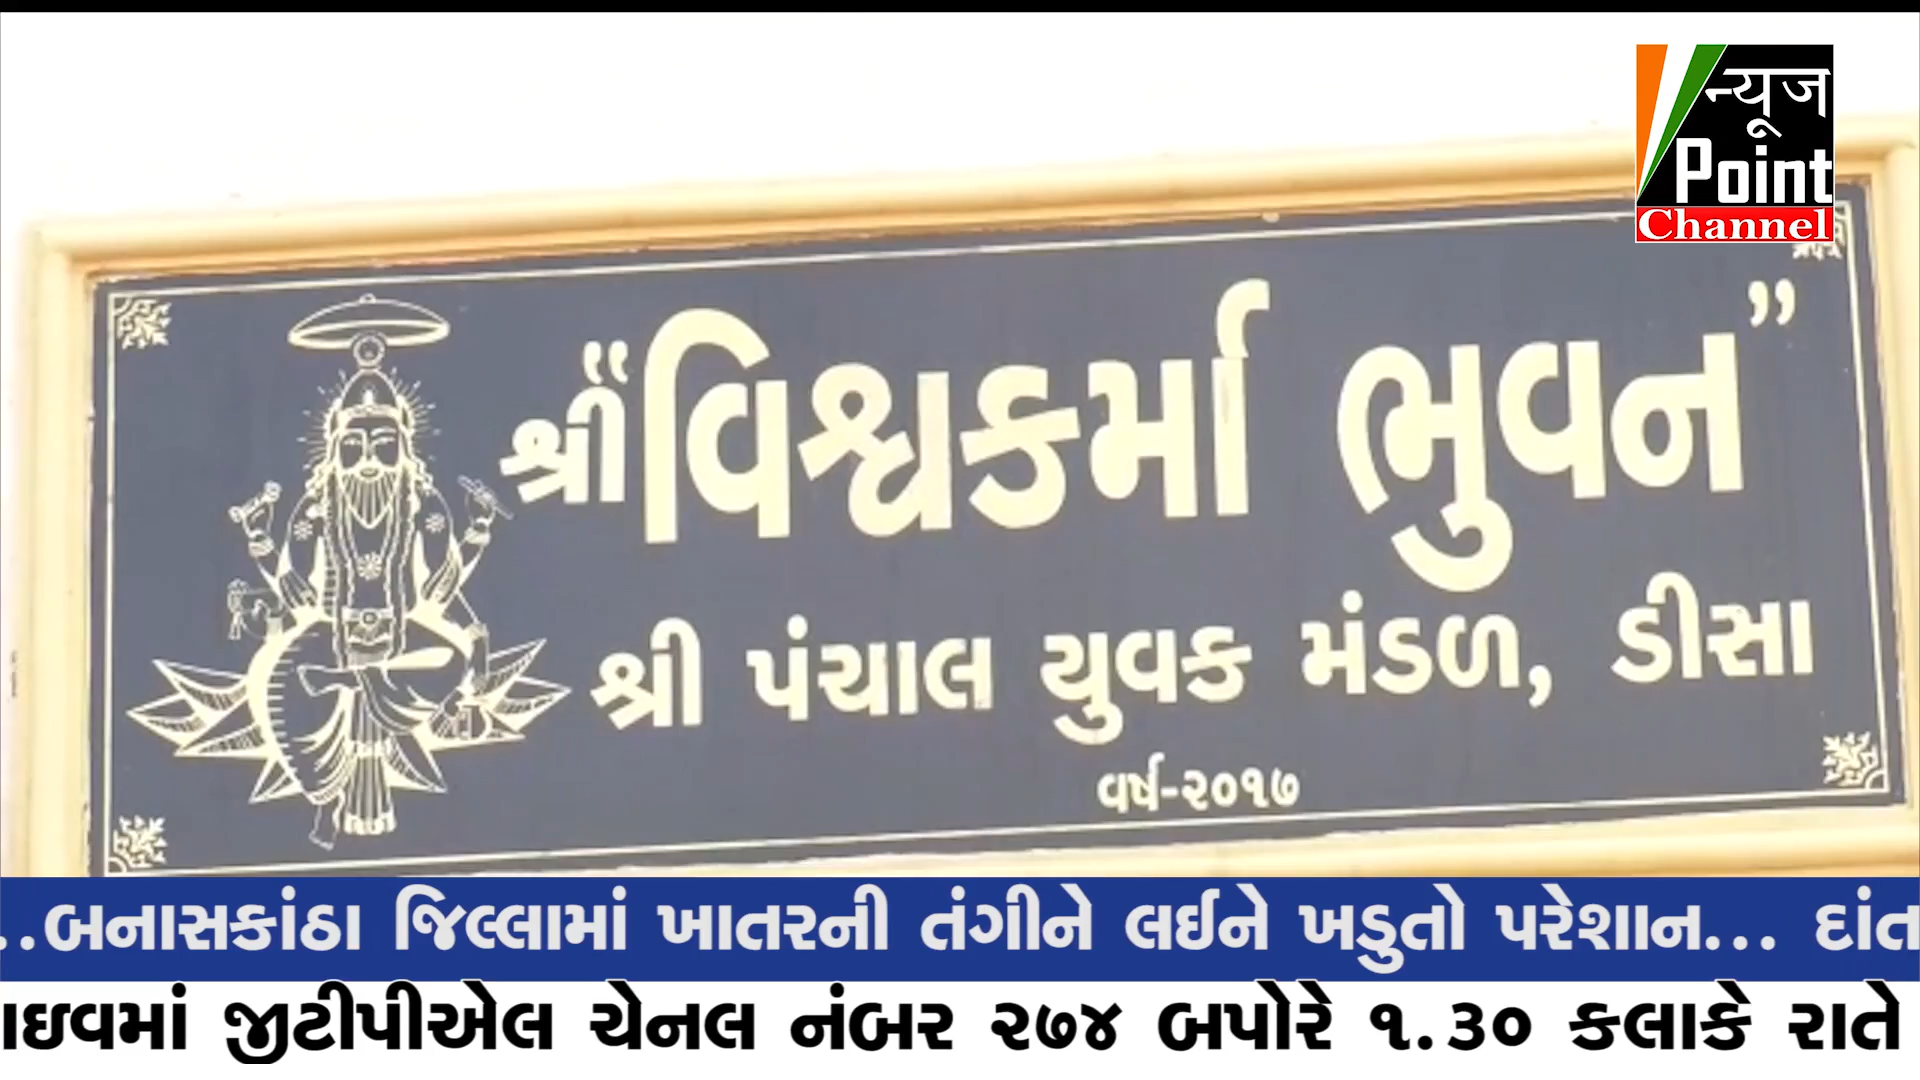 न्यूज
Point
Channel
શ્રી "વિશ્વકર્મા ભુવન"
શ્રી પંચાલ યુવક મંડળ, ડીસા
વર્ષ-૨૦૧૭
..બનાસકાંઠા જિલ્લામાં ખાતરની તંગીને લઈને ખડુતો પરેશાન... દાંત
ાઇવમાં જીટીપીએલ ચેનલ નંબર ૨૭૪ બપોરે ૧.૩૦ કલાકે રાતે